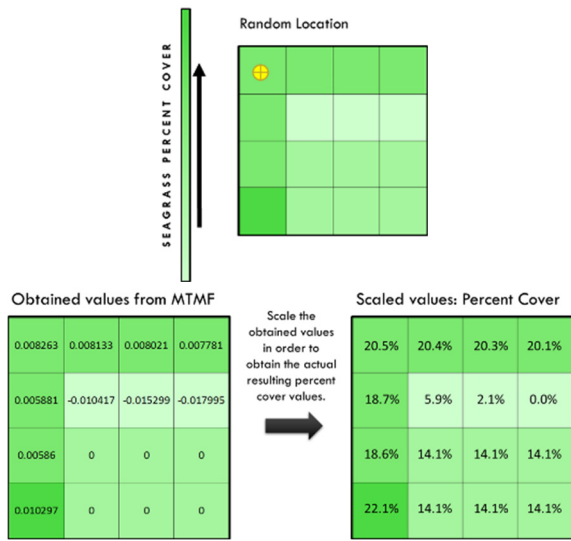 Random Location
SEAGRASS PERCENT COVER
Obtained values from MTMF
0.008263 0.008133 0.008021 0.007781
0.005881 -0.010417 -0.015299 -0.017995
0.00586 0 0 0
0.010297 0 0 0
Scale the
obtained values
in order to
obtain the actual
resulting percent
cover values.
Scaled values: Percent Cover
20.5% 20.4% 20.3% 20.1%
18.7% 5.9% 2.1% 0.0%
18.6% 14.1% 14.1% 14.1%
22.1% 14.1% 14.1% 14.1%